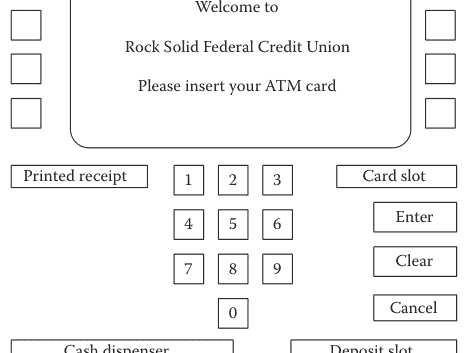 Welcome to
Rock Solid Federal Credit Union
Please insert your ATM card
Printed receipt 1 2 3 Card slot
4 5 6 Enter
7 8 9 Clear
0 Cancel
Cash dispenser Deposit slot